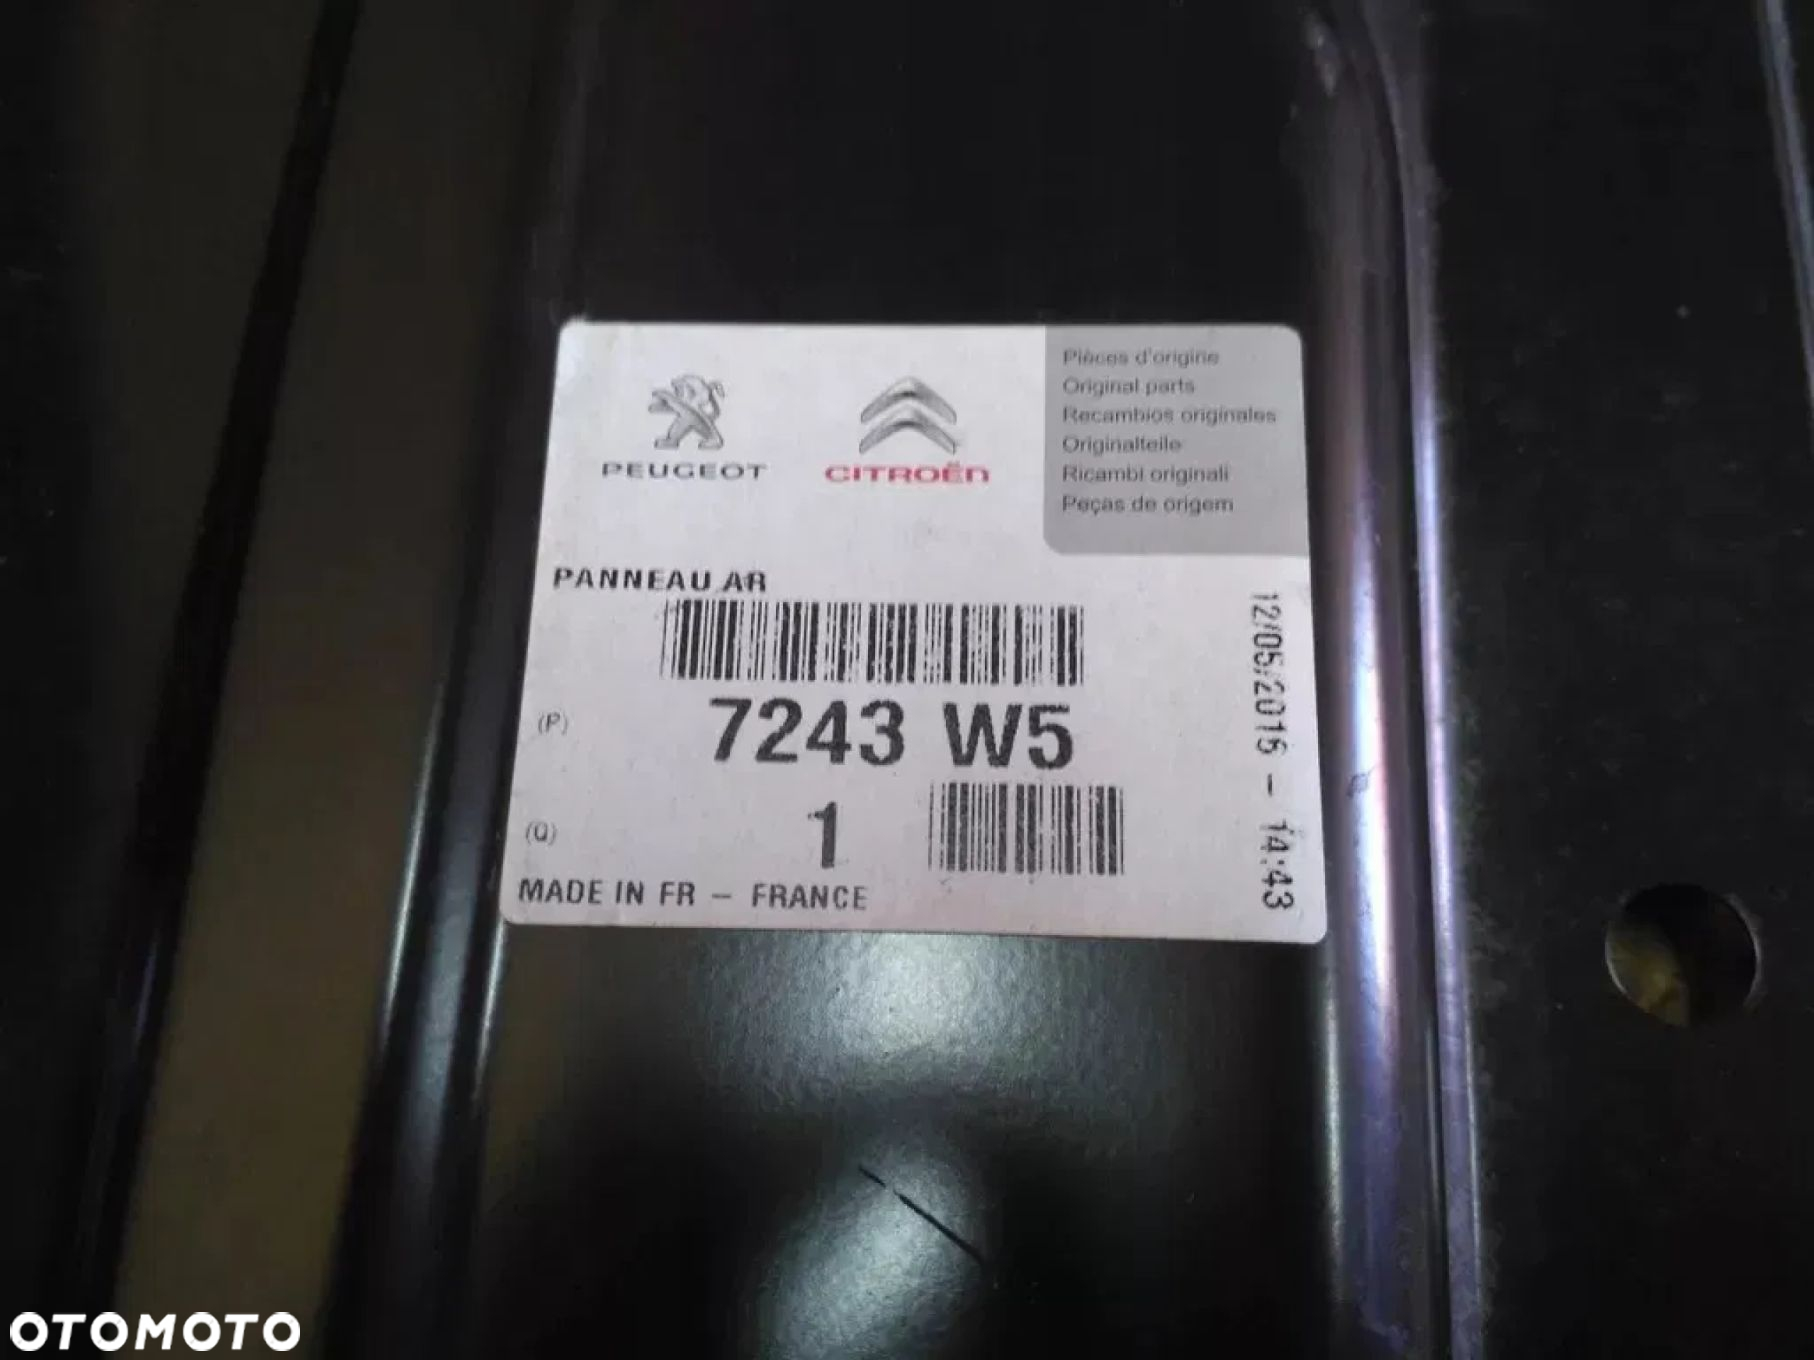 PEUGEOT
CITROËN
Pièces d'origine
Original parts
Recambios originales
Originalteile
Ricambi originali
Peças de origem
PANNEAU AR
(P) 7243 W5
(Q) 1
MADE IN FR - FRANCE
12/05/2016 - 14:43
OTOMOTO